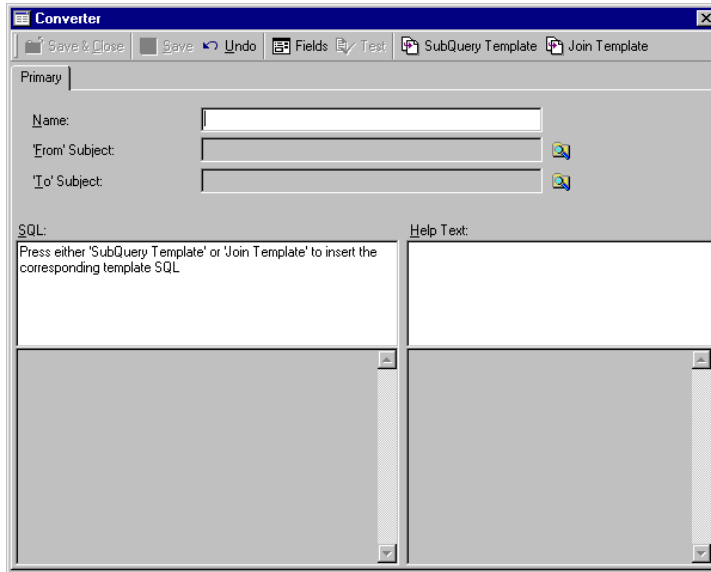 Converter
Save & Close Save Undo Fields Test SubQuery Template Join Template
Primary
Name:
'From' Subject:
'To' Subject:
SQL:
Help Text:
Press either 'SubQuery Template' or 'Join Template' to insert the
corresponding template SQL